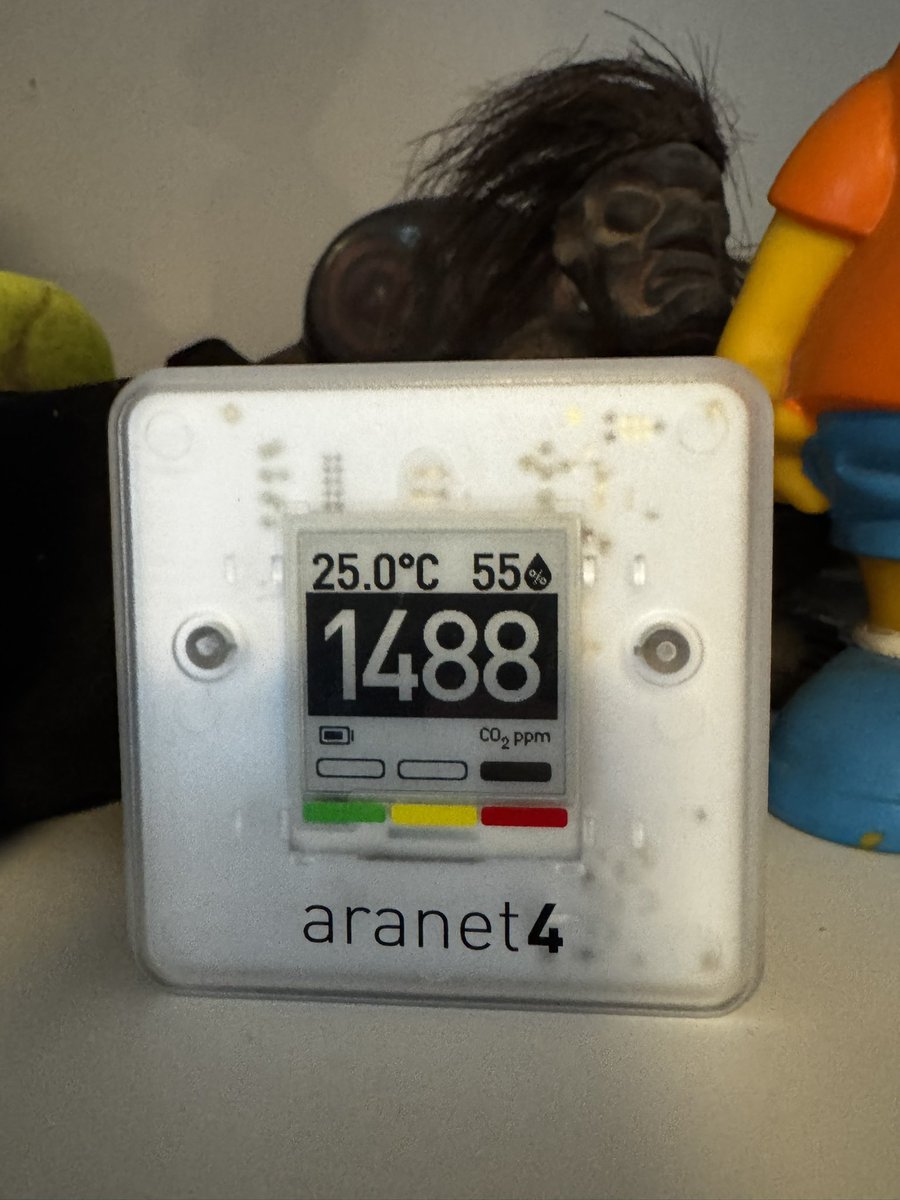 25.0°C 55%
1488
CO₂ ppm
aranet4